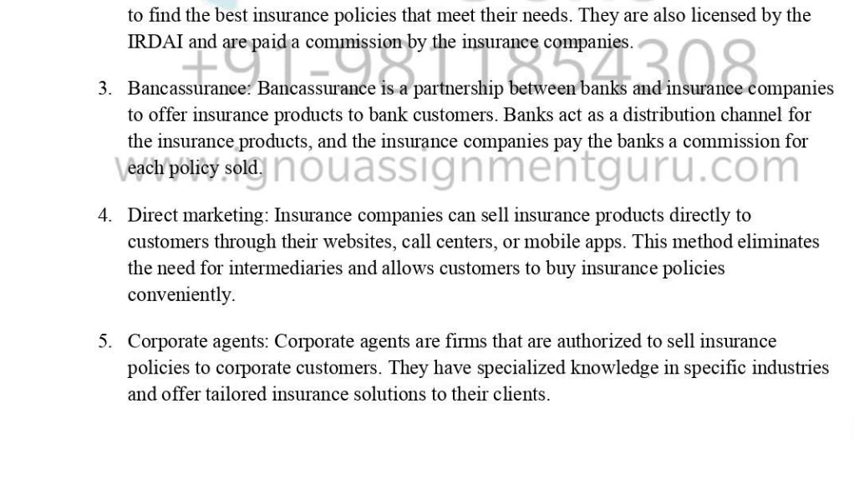 to find the best insurance policies that meet their needs. They are also licensed by the
IRDAI and are paid a commission by the insurance companies.
+91-9811854308
3. Bancassurance: Bancassurance is a partnership between banks and insurance companies
to offer insurance products to bank customers. Banks act as a distribution channel for
the insurance products, and the insurance companies pay the banks a commission for
each policy sold.
www.ignouassignmentguru.com
4. Direct marketing: Insurance companies can sell insurance products directly to
customers through their websites, call centers, or mobile apps. This method eliminates
the need for intermediaries and allows customers to buy insurance policies
conveniently.
5. Corporate agents: Corporate agents are firms that are authorized to sell insurance
policies to corporate customers. They have specialized knowledge in specific industries
and offer tailored insurance solutions to their clients.